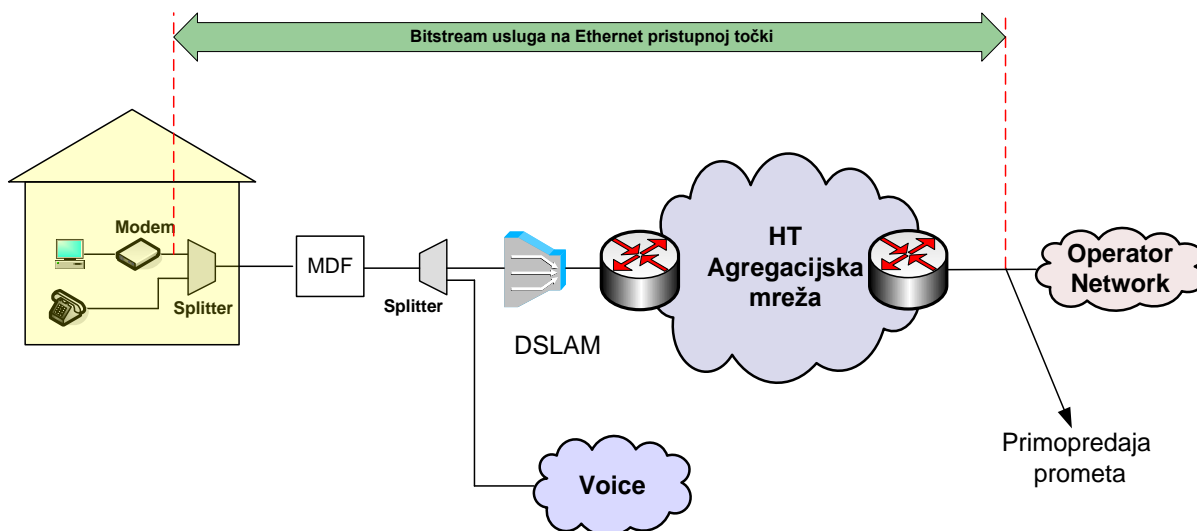 Bitstream usluga na Ethernet pristupnoj točki
Modem
Splitter
MDF
Splitter
DSLAM
HT
Agregacijska
mreža
Operator
Network
Primopredaja
prometa
Voice